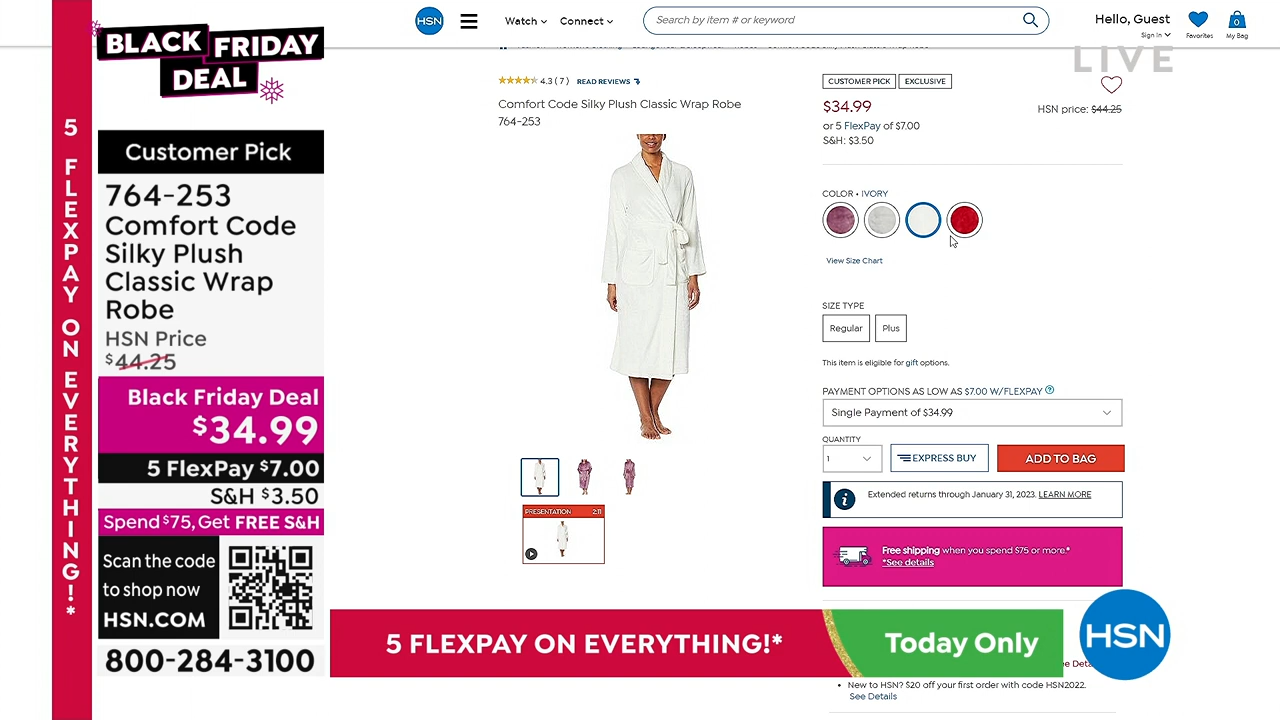 5 FLEXPAY ON EVERYTHING!*
BLACK FRIDAY
DEAL
Customer Pick
764-253
Comfort Code
Silky Plush
Classic Wrap
Robe
HSN Price
$44.25
Black Friday Deal
$34.99
5 FlexPay $7.00
S&H $3.50
Spend $75, Get FREE S&H
Scan the code
to shop now
HSN.COM
800-284-3100
HSN
Watch
Connect
Search by item # or keyword
Hello, Guest
Sign In
Favorites
0
My Bag
LIVE
4.3 ( 7 ) READ REVIEWS
Comfort Code Silky Plush Classic Wrap Robe
764-253
PRESENTATION 2:11
CUSTOMER PICK EXCLUSIVE
$34.99
HSN price: $44.25
or 5 FlexPay of $7.00
S&H: $3.50
COLOR • IVORY
View Size Chart
SIZE TYPE
Regular Plus
This item is eligible for gift options.
PAYMENT OPTIONS AS LOW AS $7.00 W/FLEXPAY ?
Single Payment of $34.99
QUANTITY
1
EXPRESS BUY
ADD TO BAG
i Extended returns through January 31, 2023. LEARN MORE
Free shipping when you spend $75 or more.*
*See details
5 FLEXPAY ON EVERYTHING!*
Today Only
HSN
• New to HSN? $20 off your first order with code HSN2022.
See Details